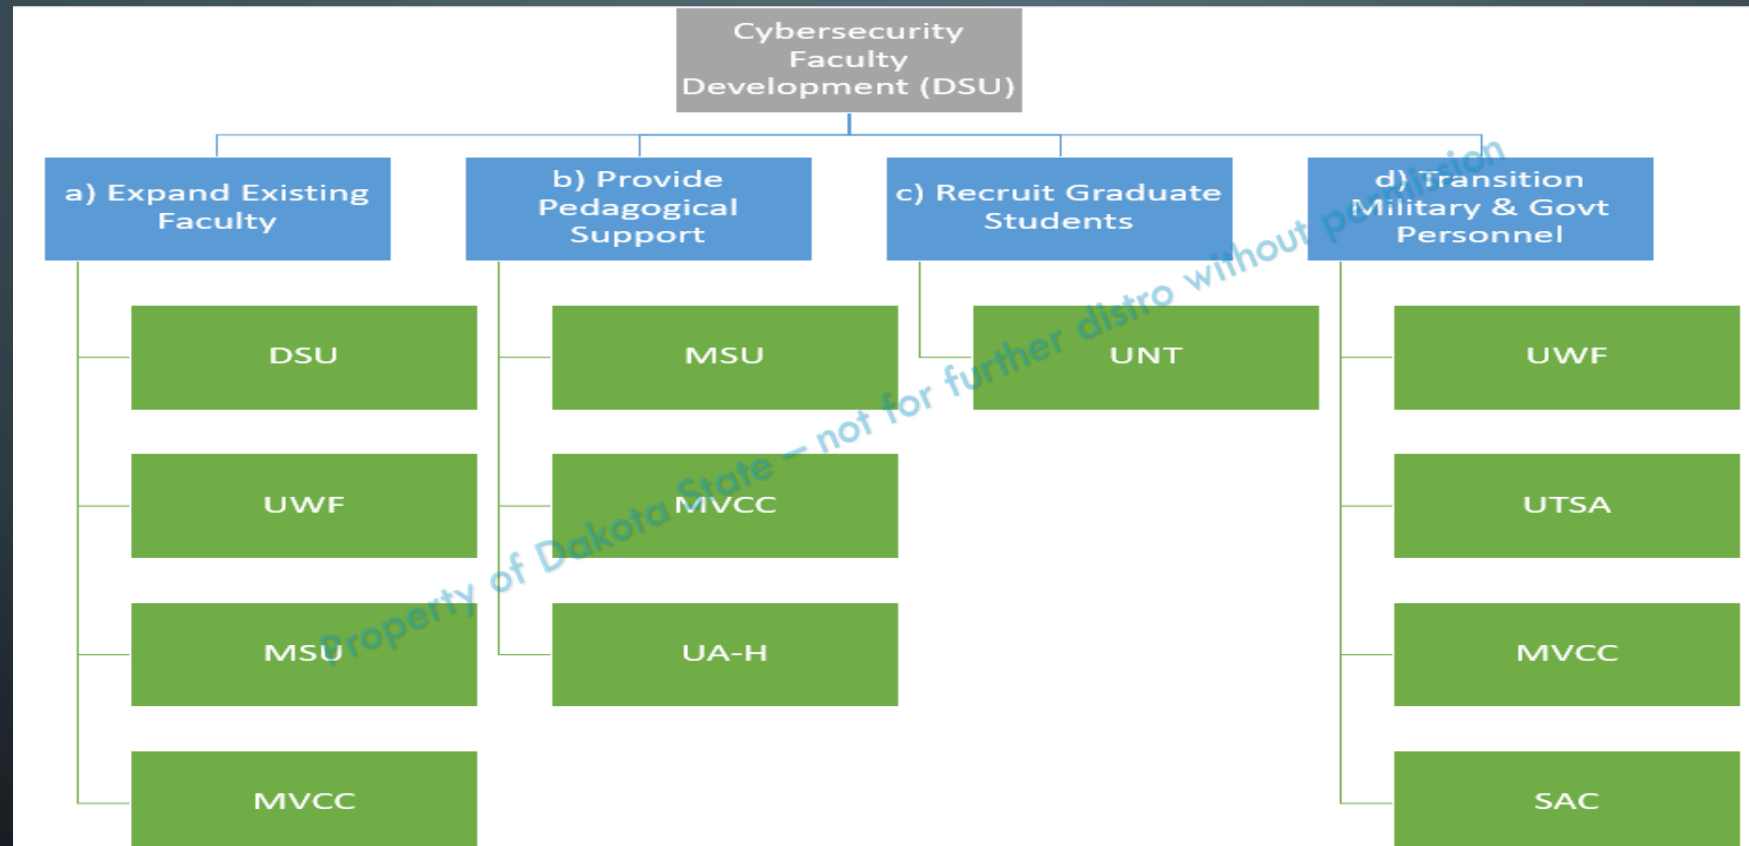 Cybersecurity
Faculty
Development (DSU)
a) Expand Existing
Faculty
DSU
UWF
MSU
MVCC
b) Provide
Pedagogical
Support
MSU
MVCC
UA-H
c) Recruit Graduate
Students
UNT
d) Transition
Military & Govt
Personnel
UWF
UTSA
MVCC
SAC
Property of Dakota State – not for further distro without permission